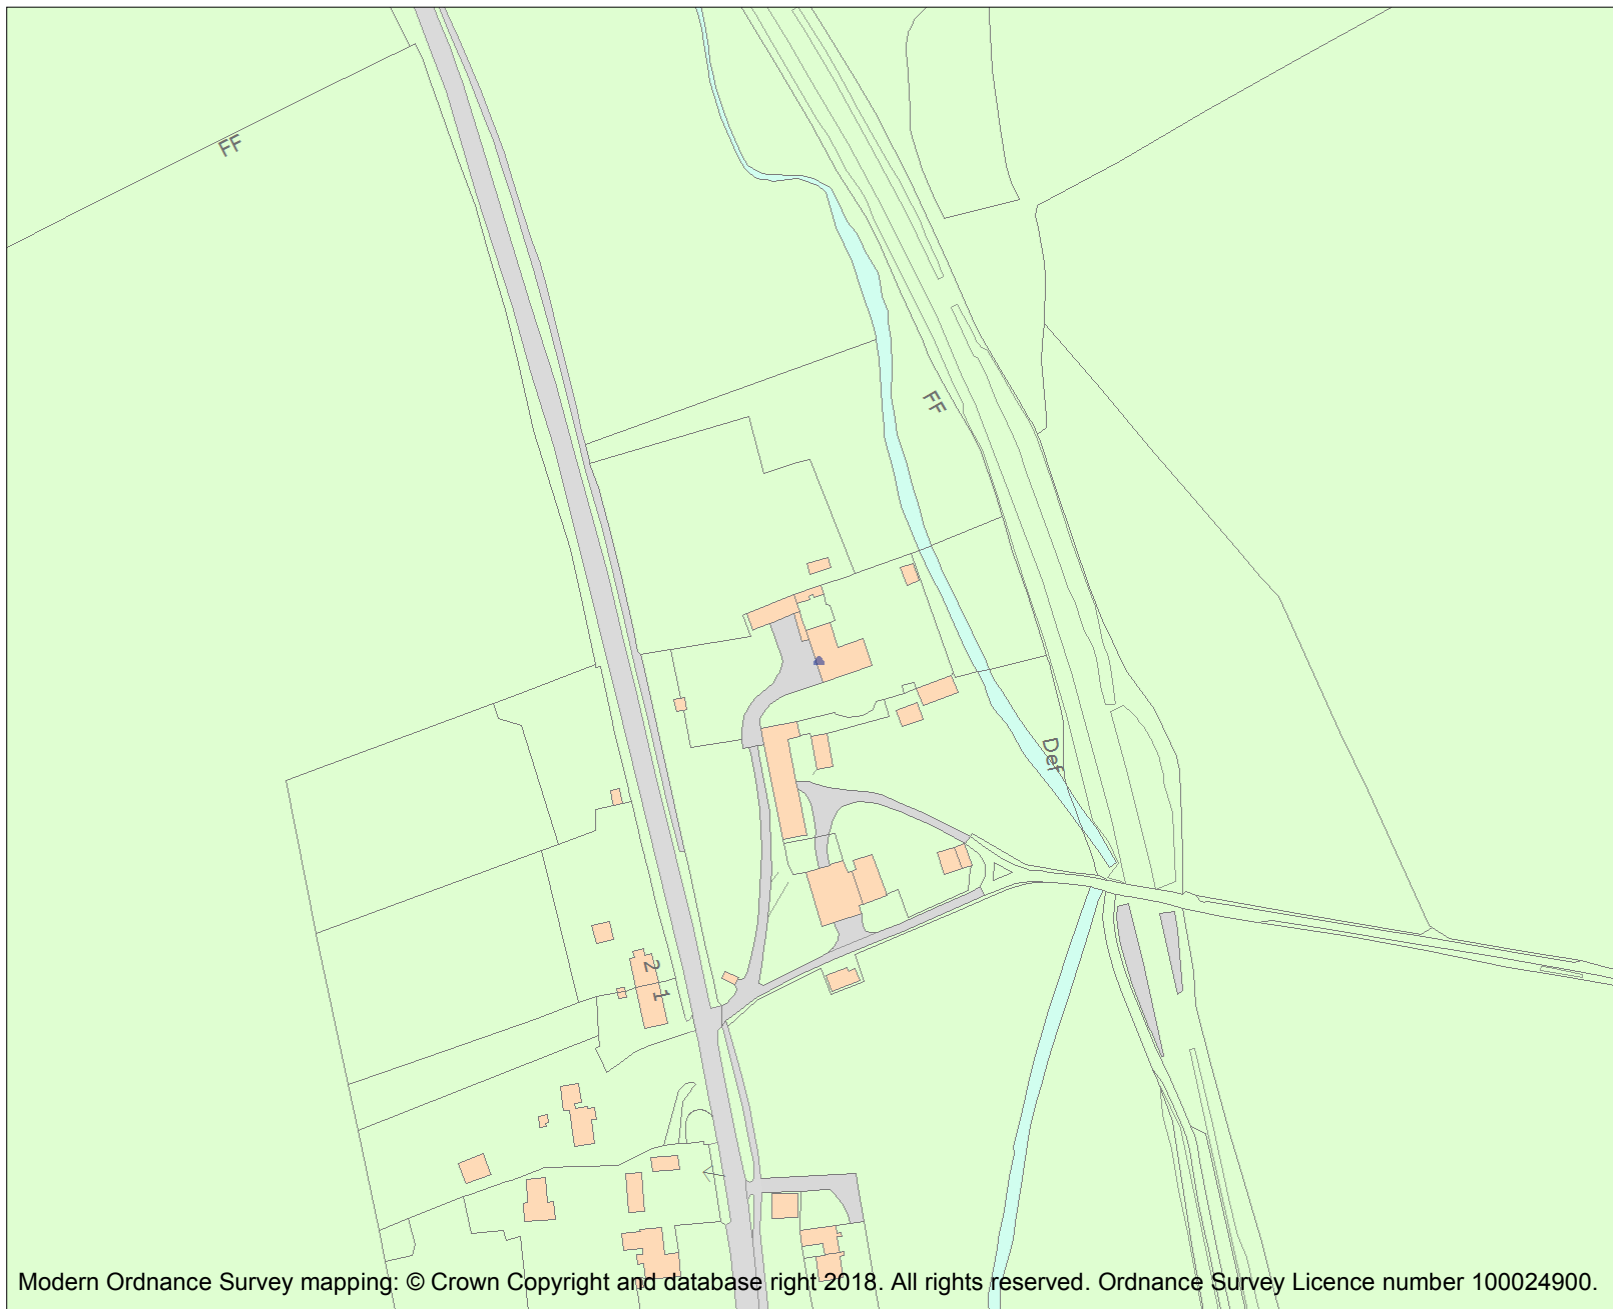 FF
FF
Def
2
1
Modern Ordnance Survey mapping: © Crown Copyright and database right 2018. All rights reserved. Ordnance Survey Licence number 100024900.